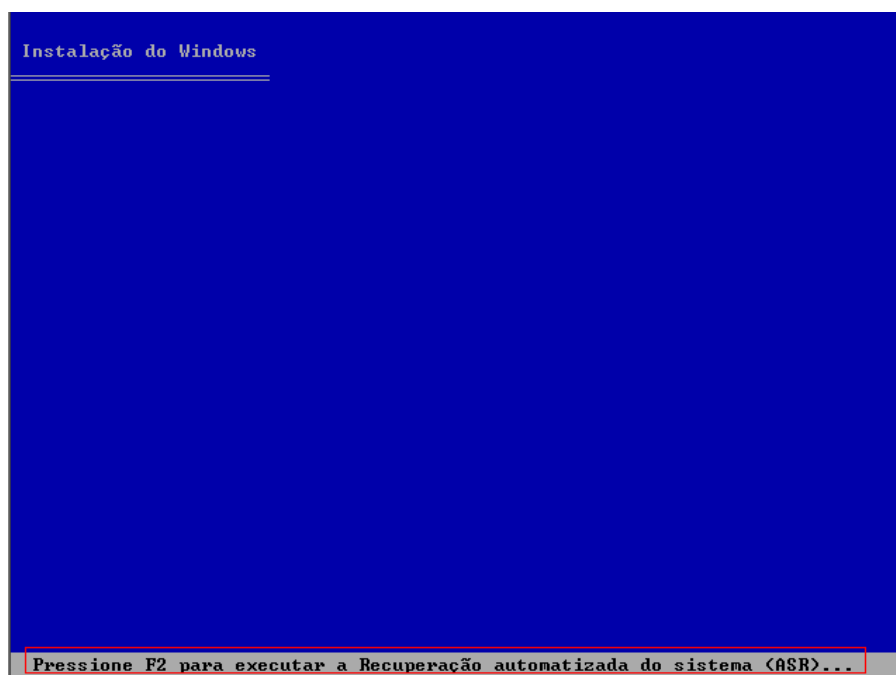 Instalação do Windows
Pressione F2 para executar a Recuperação automatizada do sistema (ASR)...